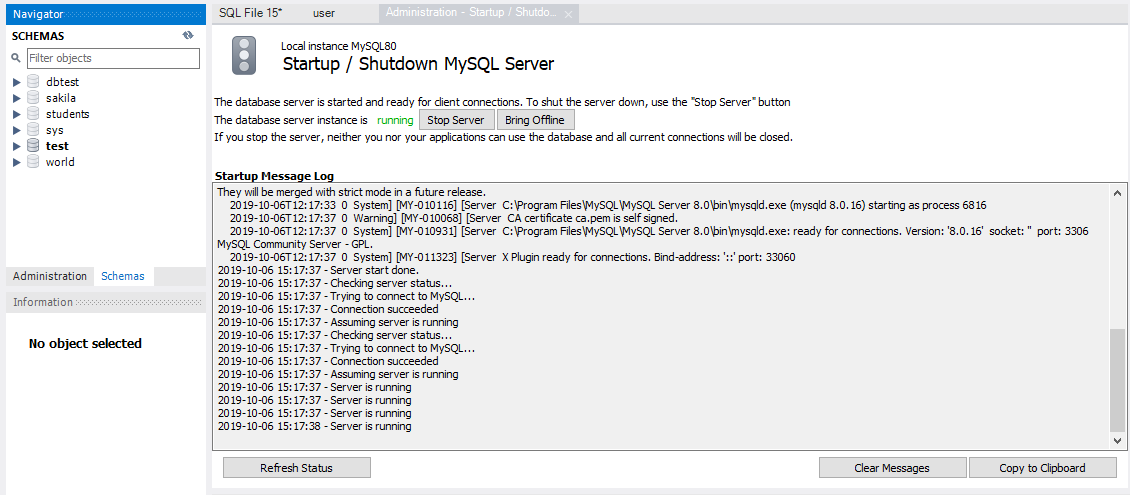 Navigator
SCHEMAS
Filter objects
dbtest
sakila
students
sys
test
world
Administration Schemas
Information
No object selected
SQL File 15* user Administration - Startup / Shutdo...
Local instance MySQL80
Startup / Shutdown MySQL Server
The database server is started and ready for client connections. To shut the server down, use the "Stop Server" button
The database server instance is running Stop Server Bring Offline
If you stop the server, neither you nor your applications can use the database and all current connections will be closed.
Startup Message Log
They will be merged with strict mode in a future release.
2019-10-06T12:17:33 0 System] [MY-010116] [Server C:\Program Files\MySQL\MySQL Server 8.0\bin\mysqld.exe (mysqld 8.0.16) starting as process 6816
2019-10-06T12:17:37 0 Warning] [MY-010068] [Server CA certificate ca.pem is self signed.
2019-10-06T12:17:37 0 System] [MY-010931] [Server C:\Program Files\MySQL\MySQL Server 8.0\bin\mysqld.exe: ready for connections. Version: '8.0.16' socket: '' port: 3306
MySQL Community Server - GPL.
2019-10-06T12:17:37 0 System] [MY-011323] [Server X Plugin ready for connections. Bind-address: '::' port: 33060
2019-10-06 15:17:37 - Server start done.
2019-10-06 15:17:37 - Checking server status...
2019-10-06 15:17:37 - Trying to connect to MySQL...
2019-10-06 15:17:37 - Connection succeeded
2019-10-06 15:17:37 - Assuming server is running
2019-10-06 15:17:37 - Checking server status...
2019-10-06 15:17:37 - Trying to connect to MySQL...
2019-10-06 15:17:37 - Connection succeeded
2019-10-06 15:17:37 - Assuming server is running
2019-10-06 15:17:37 - Server is running
2019-10-06 15:17:37 - Server is running
2019-10-06 15:17:37 - Server is running
2019-10-06 15:17:38 - Server is running
Refresh Status Clear Messages Copy to Clipboard